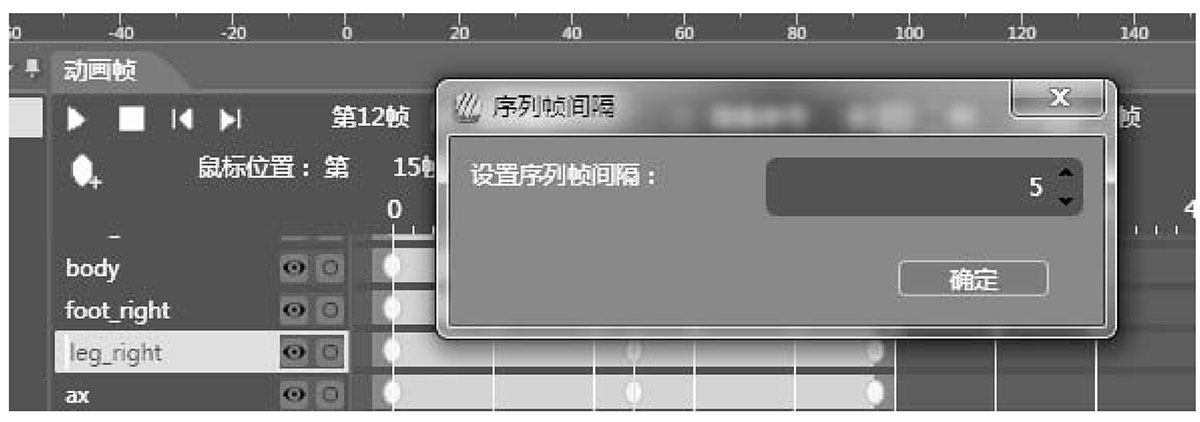 -40 -20 0 20 40 60 80 100 120 140
动画帧
序列帧间隔
x
第12帧
帧
鼠标位置： 第 15帧
设置序列帧间隔：
5
0
4
确定
body
foot_right
leg_right
ax